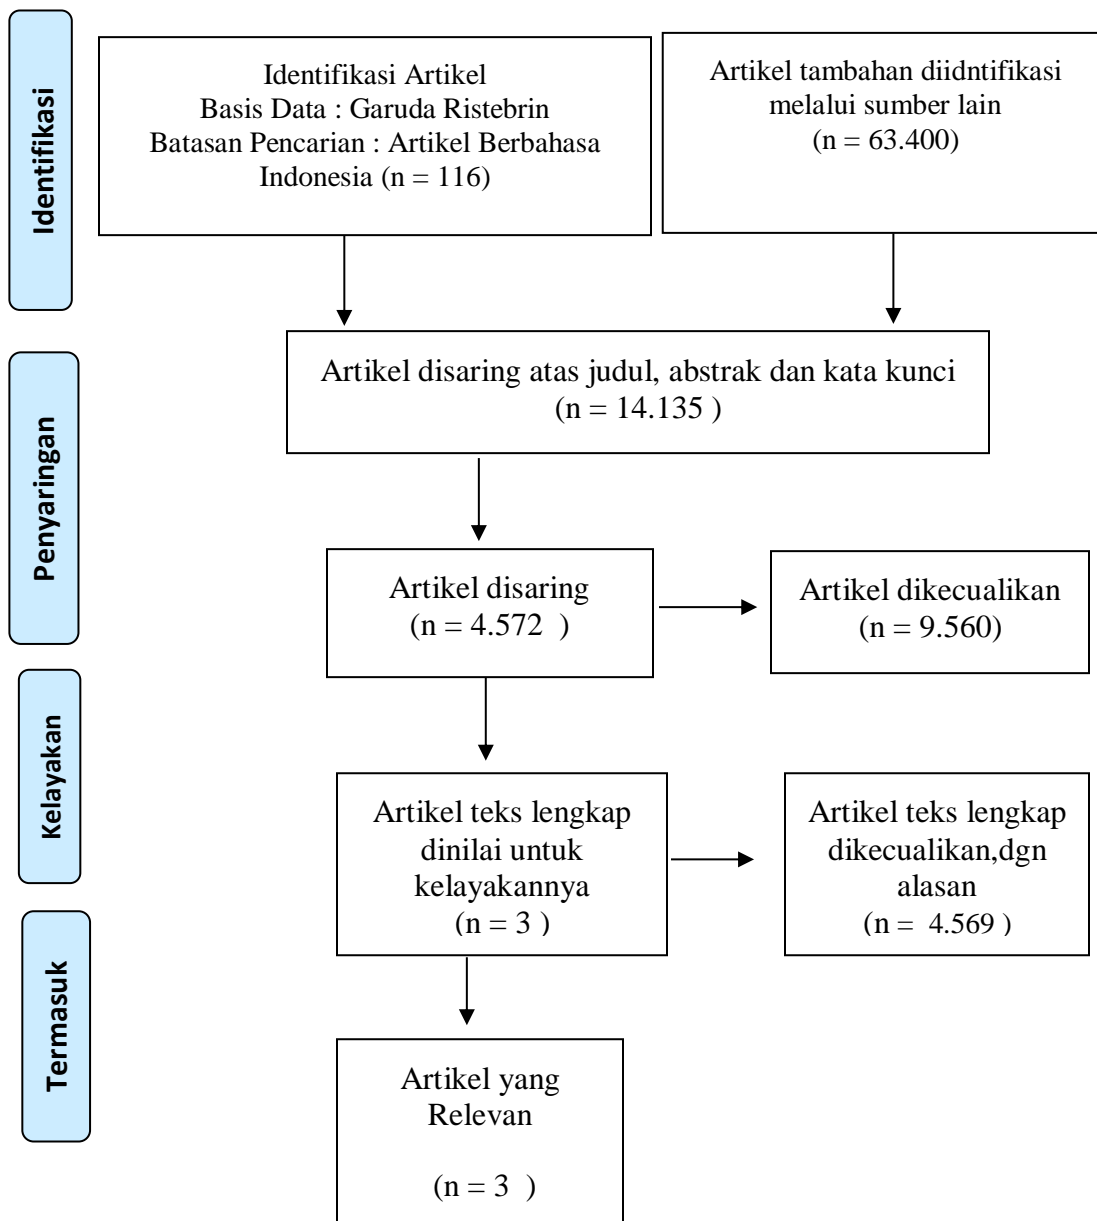 Identifikasi
Identifikasi Artikel
Basis Data : Garuda Ristebrin
Batasan Pencarian : Artikel Berbahasa
Indonesia (n = 116)
Artikel tambahan diidntifikasi
melalui sumber lain
(n = 63.400)
Penyaringan
Artikel disaring atas judul, abstrak dan kata kunci
(n = 14.135 )
Artikel disaring
(n = 4.572 )
Artikel dikecualikan
(n = 9.560)
Kelayakan
Artikel teks lengkap
dinilai untuk
kelayakannya
(n = 3 )
Artikel teks lengkap
dikecualikan,dgn
alasan
(n = 4.569 )
Termasuk
Artikel yang
Relevan
(n = 3 )